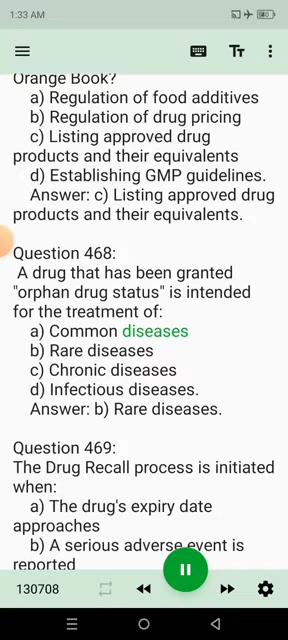 1:33 AM
Orange Book?
a) Regulation of food additives
b) Regulation of drug pricing
c) Listing approved drug
products and their equivalents
d) Establishing GMP guidelines.
Answer: c) Listing approved drug
products and their equivalents.
Question 468:
A drug that has been granted
"orphan drug status" is intended
for the treatment of:
a) Common diseases
b) Rare diseases
c) Chronic diseases
d) Infectious diseases.
Answer: b) Rare diseases.
Question 469:
The Drug Recall process is initiated
when:
a) The drug's expiry date
approaches
b) A serious adverse event is
reported
130708